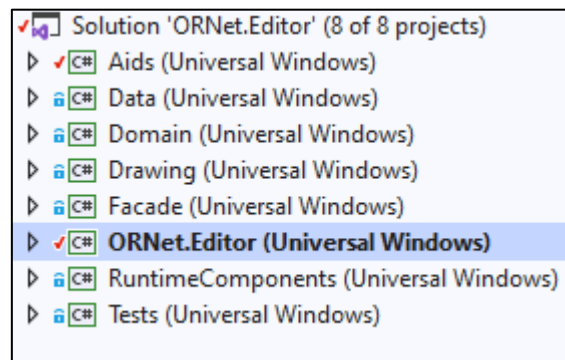 Solution 'ORNet.Editor' (8 of 8 projects)
C# Aids (Universal Windows)
C# Data (Universal Windows)
C# Domain (Universal Windows)
C# Drawing (Universal Windows)
C# Facade (Universal Windows)
C# ORNet.Editor (Universal Windows)
C# RuntimeComponents (Universal Windows)
C# Tests (Universal Windows)